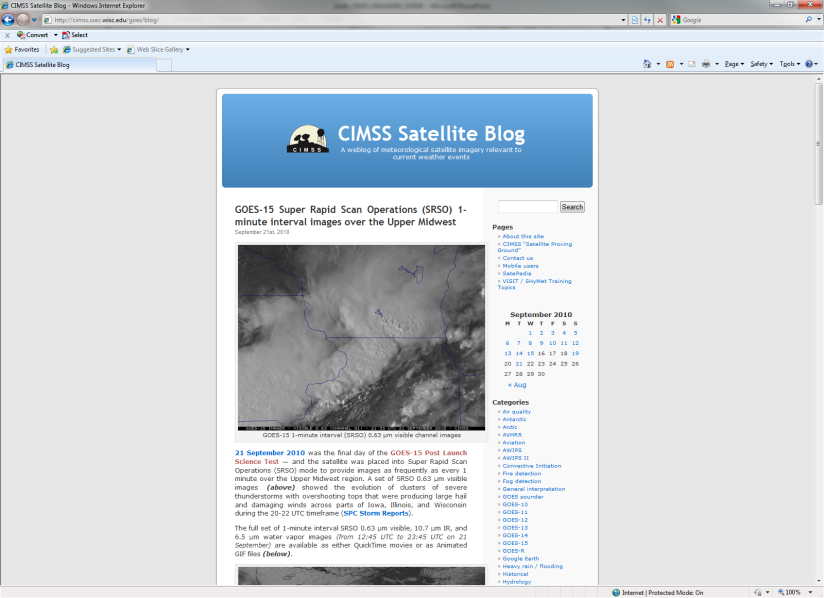 CIMSS Satellite Blog - Windows Internet Explorer
http://cimss.ssec.wisc.edu/goes/blog/
Google
Convert Select
Favorites Suggested Sites Web Slice Gallery
CIMSS Satellite Blog
Page Safety Tools
CIMSS
CIMSS Satellite Blog
A weblog of meteorological satellite imagery relevant to
current weather events
GOES-15 Super Rapid Scan Operations (SRSO) 1-
minute interval images over the Upper Midwest
September 21st, 2010
GOES-15 1-minute interval (SRSO) 0.63 µm visible channel images
21 September 2010 was the final day of the GOES-15 Post Launch
Science Test — and the satellite was placed into Super Rapid Scan
Operations (SRSO) mode to provide images as frequently as every 1
minute over the Upper Midwest region. A set of SRSO 0.63 µm
visible images (above) showed the evolution of clusters of severe
thunderstorms with overshooting tops that were producing large hail
and damaging winds across parts of Iowa, Illinois, and Wisconsin
during the 20-22 UTC timeframe (SPC Storm Reports).
The full set of 1-minute interval SRSO 0.63 µm visible, 10.7 µm IR, and
6.5 µm water vapor images (from 12:45 UTC to 23:45 UTC on 21
September) are available as either QuickTime movies or as Animated
GIF files (below).
Search
Pages
» About this site
» CIMSS "Satellite Proving
Ground"
» Contact us
» Mobile users
» SatePedia
» VISIT / SHyMet Training
Topics
September 2010
M T W T F S S
1 2 3 4 5
6 7 8 9 10 11 12
13 14 15 16 17 18 19
20 21 22 23 24 25 26
27 28 29 30
« Aug
Categories
» Air quality
» Antarctic
» Arctic
» AVHRR
» Aviation
» AWIPS
» AWIPS II
» Convective Initiation
» Fire detection
» Fog detection
» General interpretation
» GOES sounder
» GOES-10
» GOES-11
» GOES-12
» GOES-13
» GOES-14
» GOES-15
» GOES-R
» Google Earth
» Heavy rain / flooding
» Historical
» Hydrology
Internet | Protected Mode: On
100%